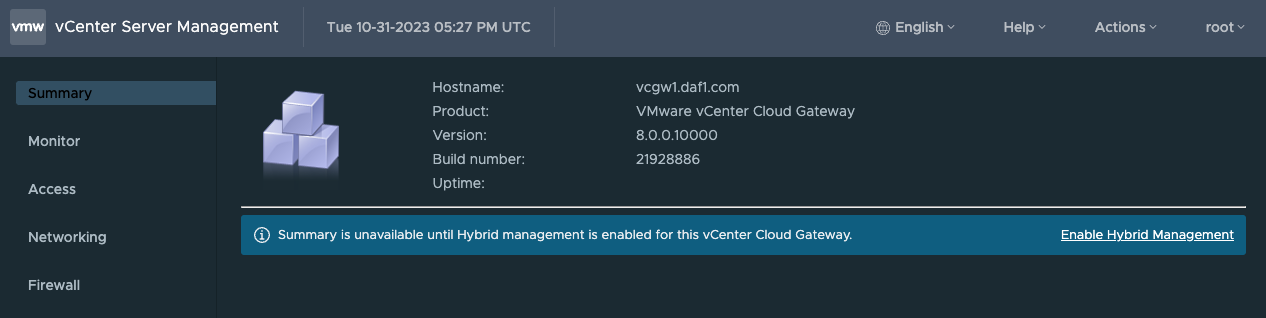 vmw vCenter Server Management Tue 10-31-2023 05:27 PM UTC English Help Actions root
Summary
Monitor
Access
Networking
Firewall
Hostname: vcgw1.daf1.com
Product: VMware vCenter Cloud Gateway
Version: 8.0.0.10000
Build number: 21928886
Uptime:
Summary is unavailable until Hybrid management is enabled for this vCenter Cloud Gateway. Enable Hybrid Management